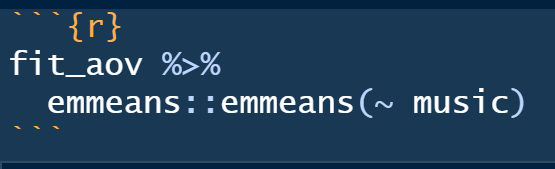 ```{r}
fit_aov %>%
  emmeans::emmeans(~ music)
```